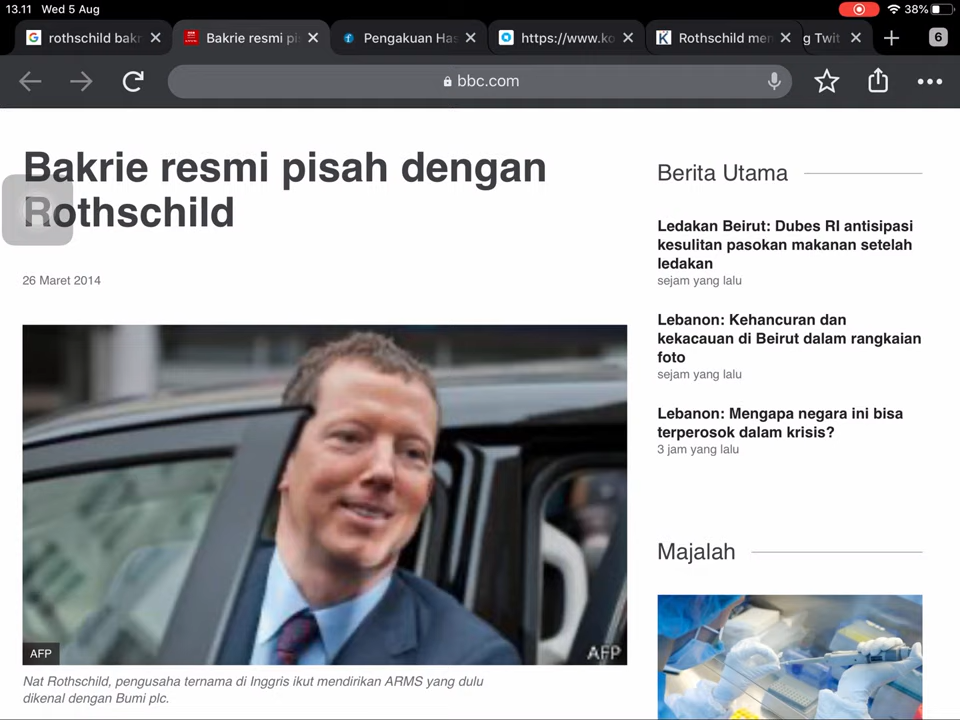 13.11 Wed 5 Aug
38%
rothschild bakr
Bakrie resmi pi
Pengakuan Has
https://www.ko
Rothschild men
g Twit
6
bbc.com
Bakrie resmi pisah dengan
Rothschild
26 Maret 2014
AFP
AFP
Nat Rothschild, pengusaha ternama di Inggris ikut mendirikan ARMS yang dulu
dikenal dengan Bumi plc.
Berita Utama
Ledakan Beirut: Dubes RI antisipasi
kesulitan pasokan makanan setelah
ledakan
sejam yang lalu
Lebanon: Kehancuran dan
kekacauan di Beirut dalam rangkaian
foto
sejam yang lalu
Lebanon: Mengapa negara ini bisa
terperosok dalam krisis?
3 jam yang lalu
Majalah